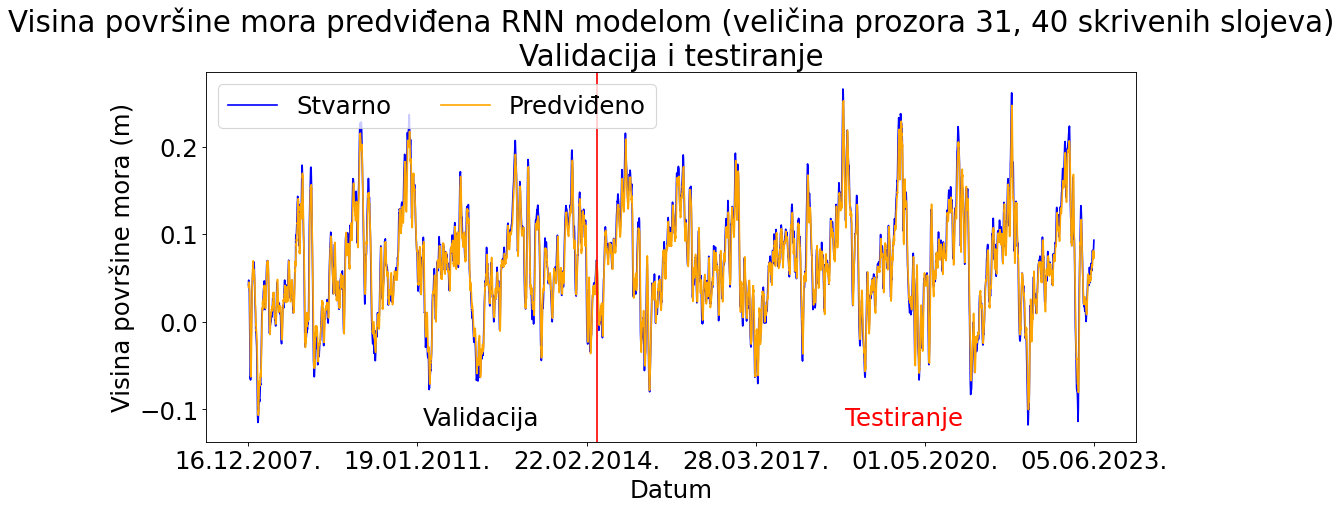 Visina površine mora predviđena RNN modelom (veličina prozora 31, 40 skrivenih slojeva)
Validacija i testiranje
Stvarno
Predviđeno
Visina površine mora (m)
0.2
0.1
0.0
−0.1
Validacija
Testiranje
16.12.2007.
19.01.2011.
22.02.2014.
28.03.2017.
01.05.2020.
05.06.2023.
Datum